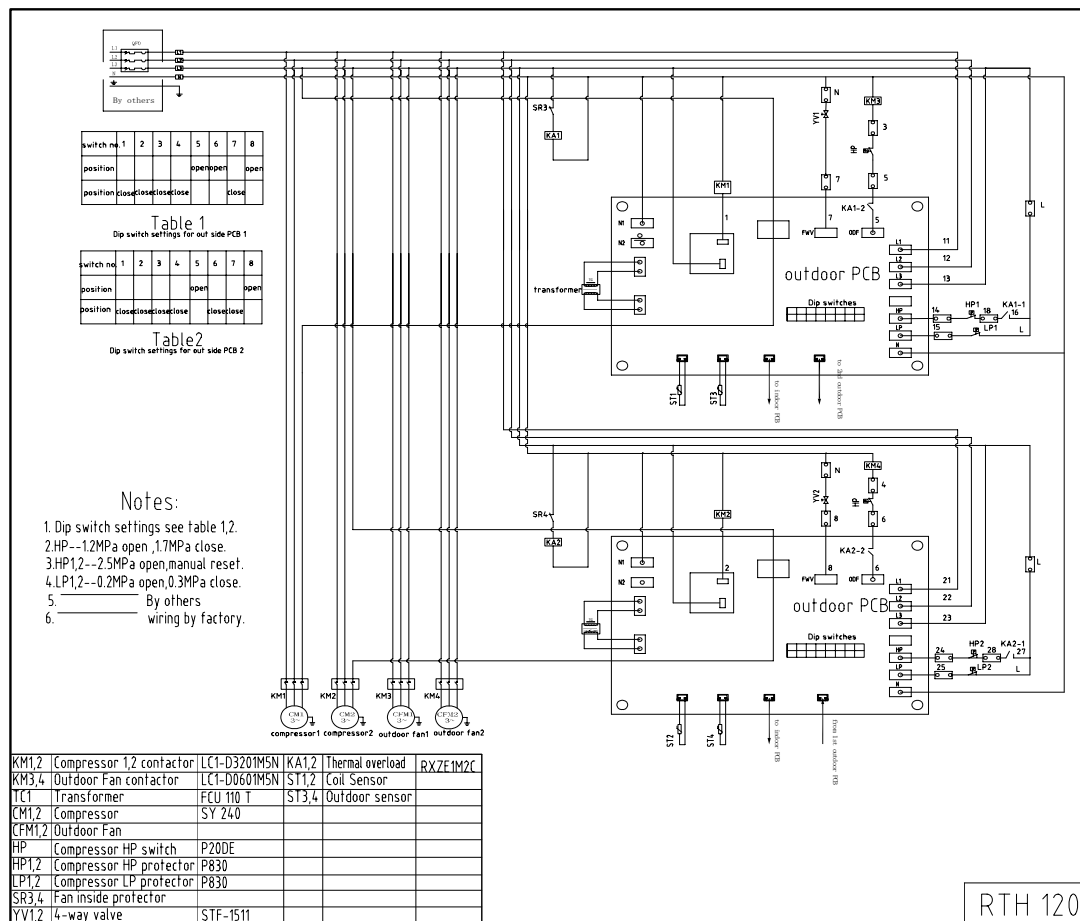 QFD
L1
L2
L3
N
By others
switch no. 1 2 3 4 5 6 7 8
position open open open
position close close close close close
Table 1
Dip switch settings for out side PCB 1
switch no. 1 2 3 4 5 6 7 8
position open open
position close close close close close close
Table2
Dip switch settings for out side PCB 2
Notes:
1. Dip switch settings see table 1,2.
2.HP--1.2MPa open ,1.7MPa close.
3.HP1,2--2.5MPa open,manual reset.
4.LP1,2--0.2MPa open,0.3MPa close.
5. By others
6. wiring by factory.
SR3
KA1
KM1
N
YV1
7
KM3
3
HP
5
KA1-2
L
N1
N2
1
7
FWV
5
ODF
transformer
outdoor PCB
Dip switches
L1 11
L2 12
L3 13
HP 14 HP1 18 KA1-1 16
LP 15 LP1 L
N
ST1
ST3
to indoor PCB
to 2nd outdoor PCB
SR4
KA2
KM2
N
YV2
8
KM4
4
HP
6
KA2-2
L
N1
N2
2
8
FWV
6
ODF
outdoor PCB
Dip switches
L1 21
L2 22
L3 23
HP 24 HP2 28 KA2-1 27
LP 25 LP2 L
N
ST2
ST4
to indoor PCB
from 1st outdoor PCB
KM1
KM2
KM3
KM4
CM1 3~
CM2 3~
CFM1 3~
CFM2 3~
compressor1 compressor2 outdoor fan1 outdoor fan2
KM1,2 Compressor 1,2 contactor LC1-D3201M5N KA1,2 Thermal overload RXZE1M2C
KM3,4 Outdoor Fan contactor LC1-D0601M5N ST1,2 Coil Sensor
TC1 Transformer FCU 110 T ST3,4 Outdoor sensor
CM1,2 Compressor SY 240
CFM1,2 Outdoor Fan
HP Compressor HP switch P20DE
HP1,2 Compressor HP protector P830
LP1,2 Compressor LP protector P830
SR3,4 Fan inside protector
YV1,2 4-way valve STF-1511
RTH 120